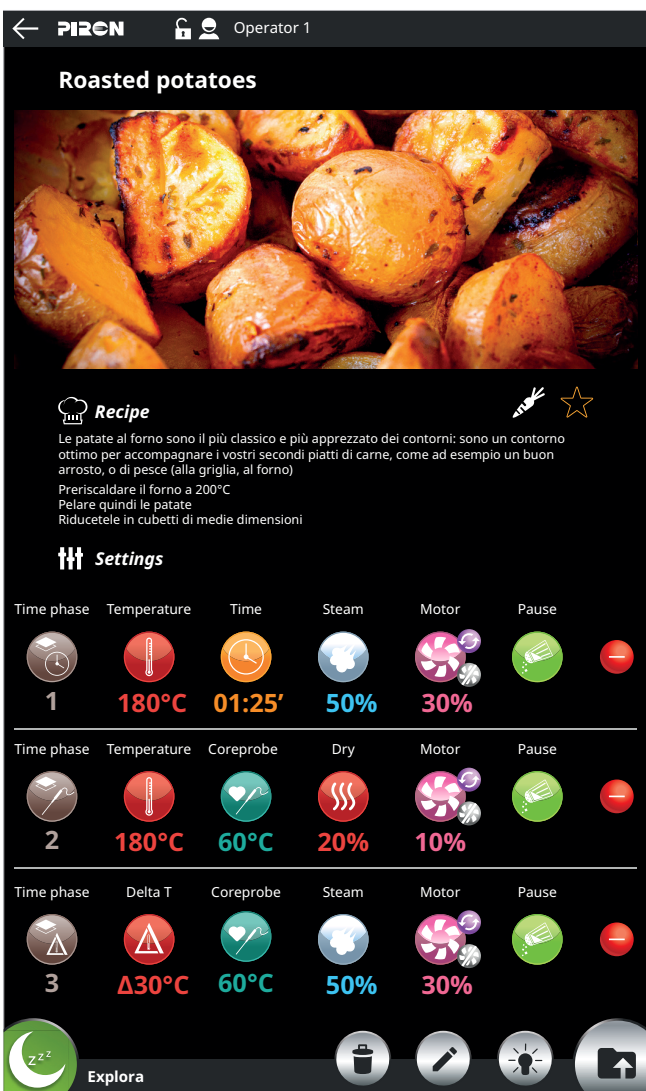 PIRON
Operator 1
Roasted potatoes
Recipe
Le patate al forno sono il più classico e più apprezzato dei contorni: sono un contorno
ottimo per accompagnare i vostri secondi piatti di carne, come ad esempio un buon
arrosto, o di pesce (alla griglia, al forno)
Preriscaldare il forno a 200°C
Pelare quindi le patate
Riducetele in cubetti di medie dimensioni
Settings
Time phase Temperature Time Steam Motor Pause
1 180°C 01:25’ 50% 30%
Time phase Temperature Coreprobe Dry Motor Pause
2 180°C 60°C 20% 10%
Time phase Delta T Coreprobe Steam Motor Pause
3 Δ30°C 60°C 50% 30%
zzz
Explora